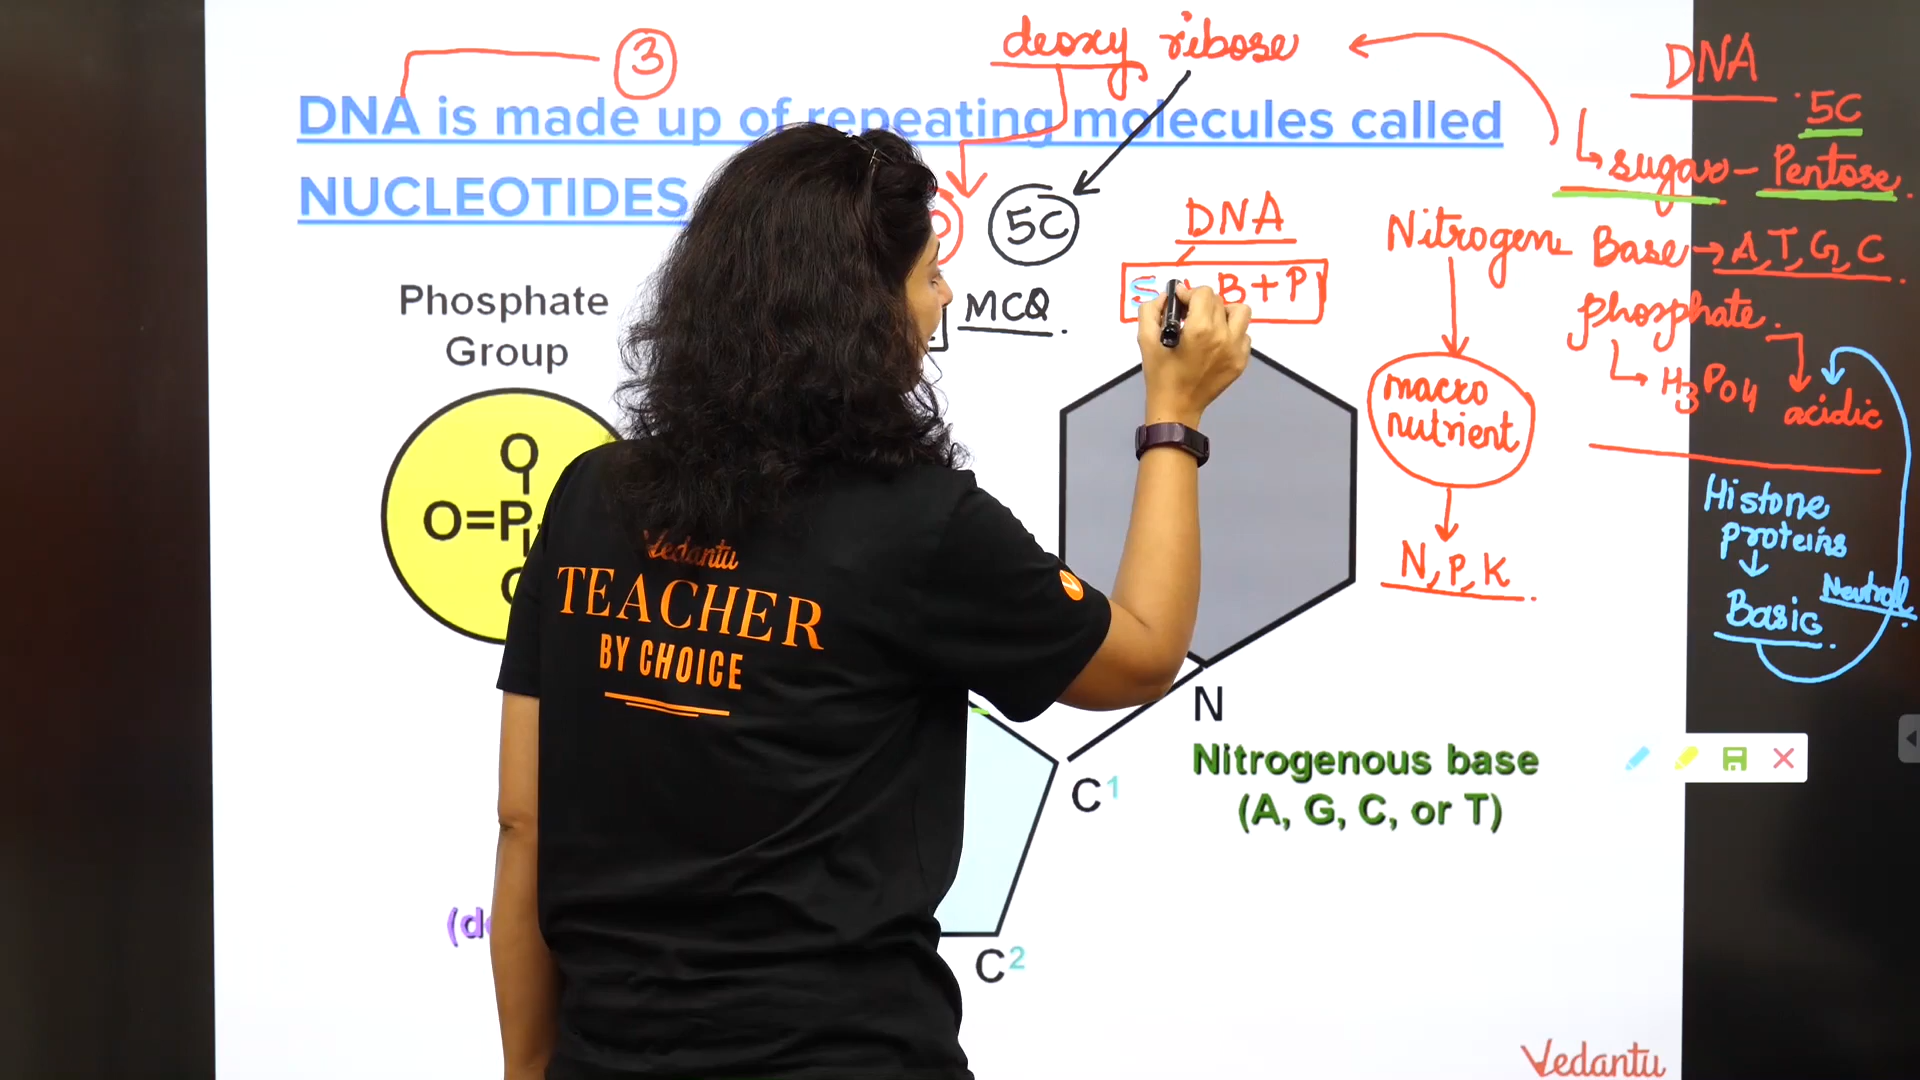 3
deoxy ribose
DNA
5C
DNA is made up of repeating molecules called
NUCLEOTIDES
sugar - Pentose.
5C
DNA
Nitrogen Base → A, T, G, C
S B + P
MCQ.
phosphate.
H3PO4
acidic
Phosphate
Group
macro
nutrient
O
O=P
N, P, K
Histone
proteins
Basic.
Neutral.
Vedantu
TEACHER
BY CHOICE
N
Nitrogenous base
(A, G, C, or T)
C1
C2
Vedantu